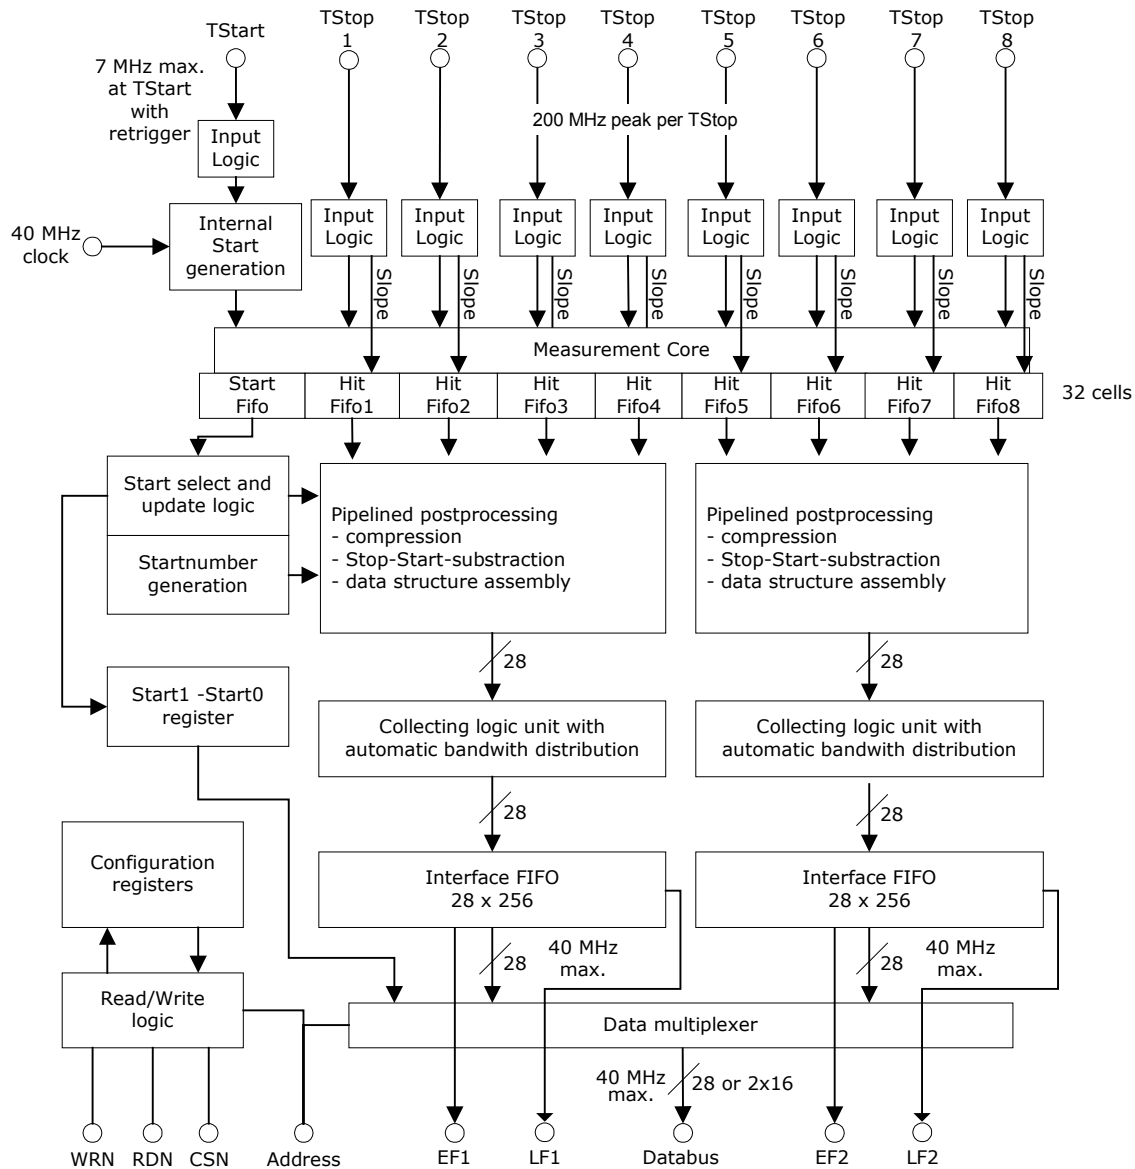 TStart
TStop
1
TStop
2
TStop
3
TStop
4
TStop
5
TStop
6
TStop
7
TStop
8
7 MHz max.
at TStart
with
retrigger
200 MHz peak per TStop
Input
Logic
40 MHz
clock
Internal
Start
generation
Input
Logic
Input
Logic
Input
Logic
Input
Logic
Input
Logic
Input
Logic
Input
Logic
Input
Logic
Slope
Slope
Slope
Slope
Slope
Slope
Slope
Slope
Measurement Core
Start
Fifo
Hit
Fifo1
Hit
Fifo2
Hit
Fifo3
Hit
Fifo4
Hit
Fifo5
Hit
Fifo6
Hit
Fifo7
Hit
Fifo8
32 cells
Start select and
update logic
Startnumber
generation
Pipelined postprocessing
- compression
- Stop-Start-substraction
- data structure assembly
Pipelined postprocessing
- compression
- Stop-Start-substraction
- data structure assembly
28
28
Start1 -Start0
register
Collecting logic unit with
automatic bandwith distribution
Collecting logic unit with
automatic bandwith distribution
28
28
Configuration
registers
Interface FIFO
28 x 256
Interface FIFO
28 x 256
28
40 MHz
max.
28
40 MHz
max.
Read/Write
logic
Data multiplexer
40 MHz
max.
28 or 2x16
WRN
RDN
CSN
Address
EF1
LF1
Databus
EF2
LF2